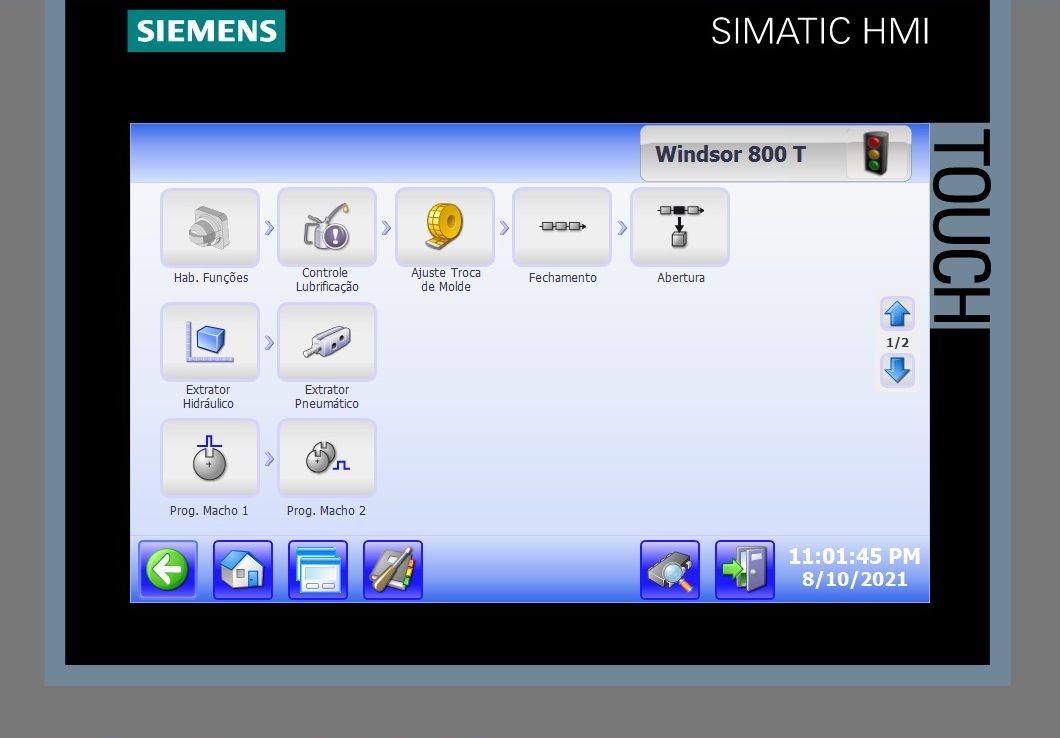 SIEMENS
SIMATIC HMI
TOUCH
Windsor 800 T
Hab. Funções
Controle
Lubrificação
Ajuste Troca
de Molde
Fechamento
Abertura
1/2
Extrator
Hidráulico
Extrator
Pneumático
Prog. Macho 1
Prog. Macho 2
11:01:45 PM
8/10/2021